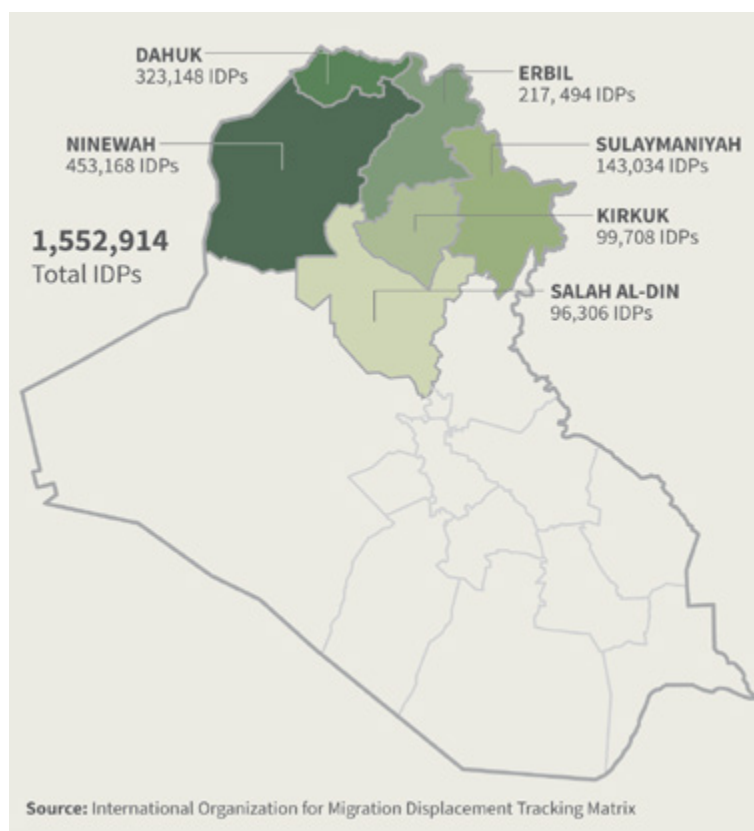 DAHUK
323,148 IDPs
ERBIL
217, 494 IDPs
NINEWAH
453,168 IDPs
SULAYMANIYAH
143,034 IDPs
KIRKUK
99,708 IDPs
1,552,914
Total IDPs
SALAH AL-DIN
96,306 IDPs
Source: International Organization for Migration Displacement Tracking Matrix